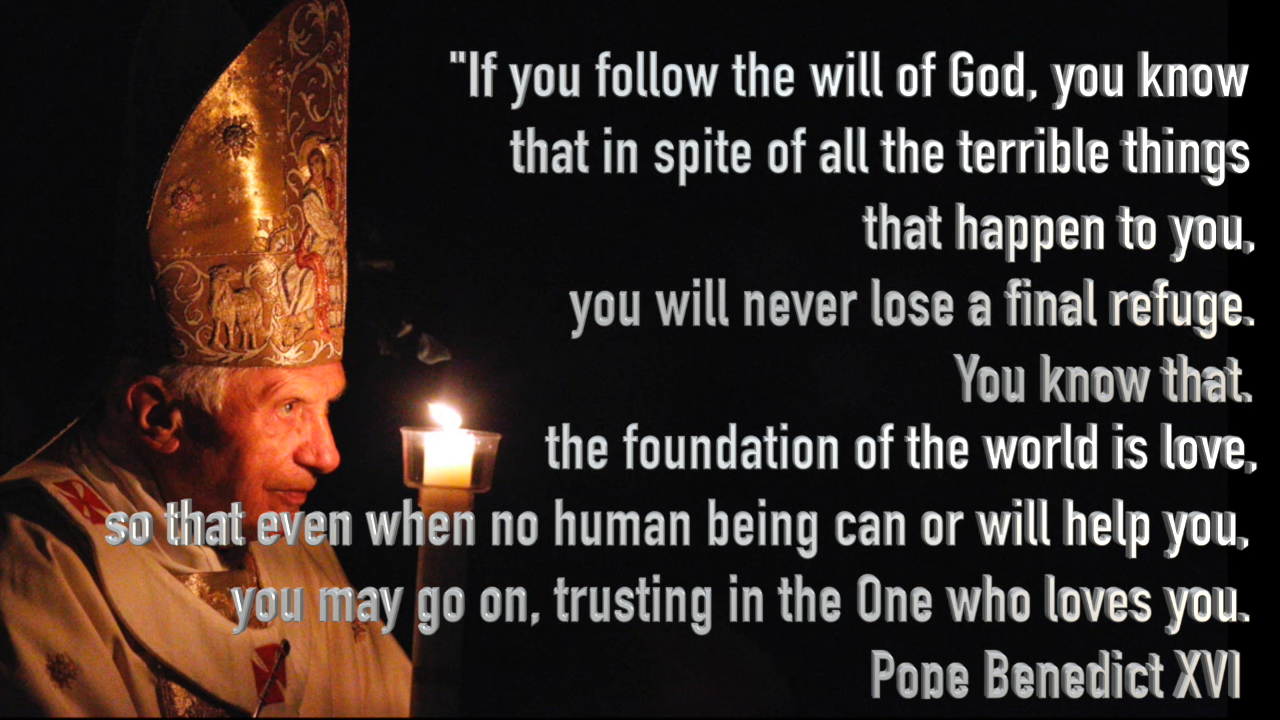 "If you follow the will of God, you know
that in spite of all the terrible things
that happen to you,
you will never lose a final refuge.
You know that.
the foundation of the world is love,
so that even when no human being can or will help you,
you may go on, trusting in the One who loves you.
Pope Benedict XVI